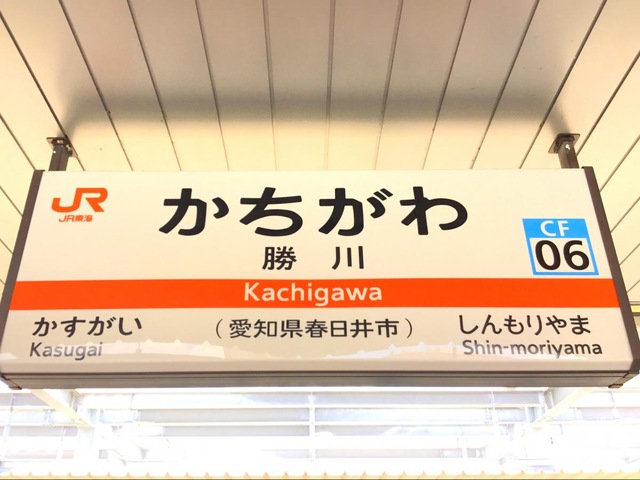 JR
JR東海
かちがわ
勝川
CF
06
Kachigawa
かすがい
Kasugai
(愛知県春日井市)
しんもりやま
Shin-moriyama